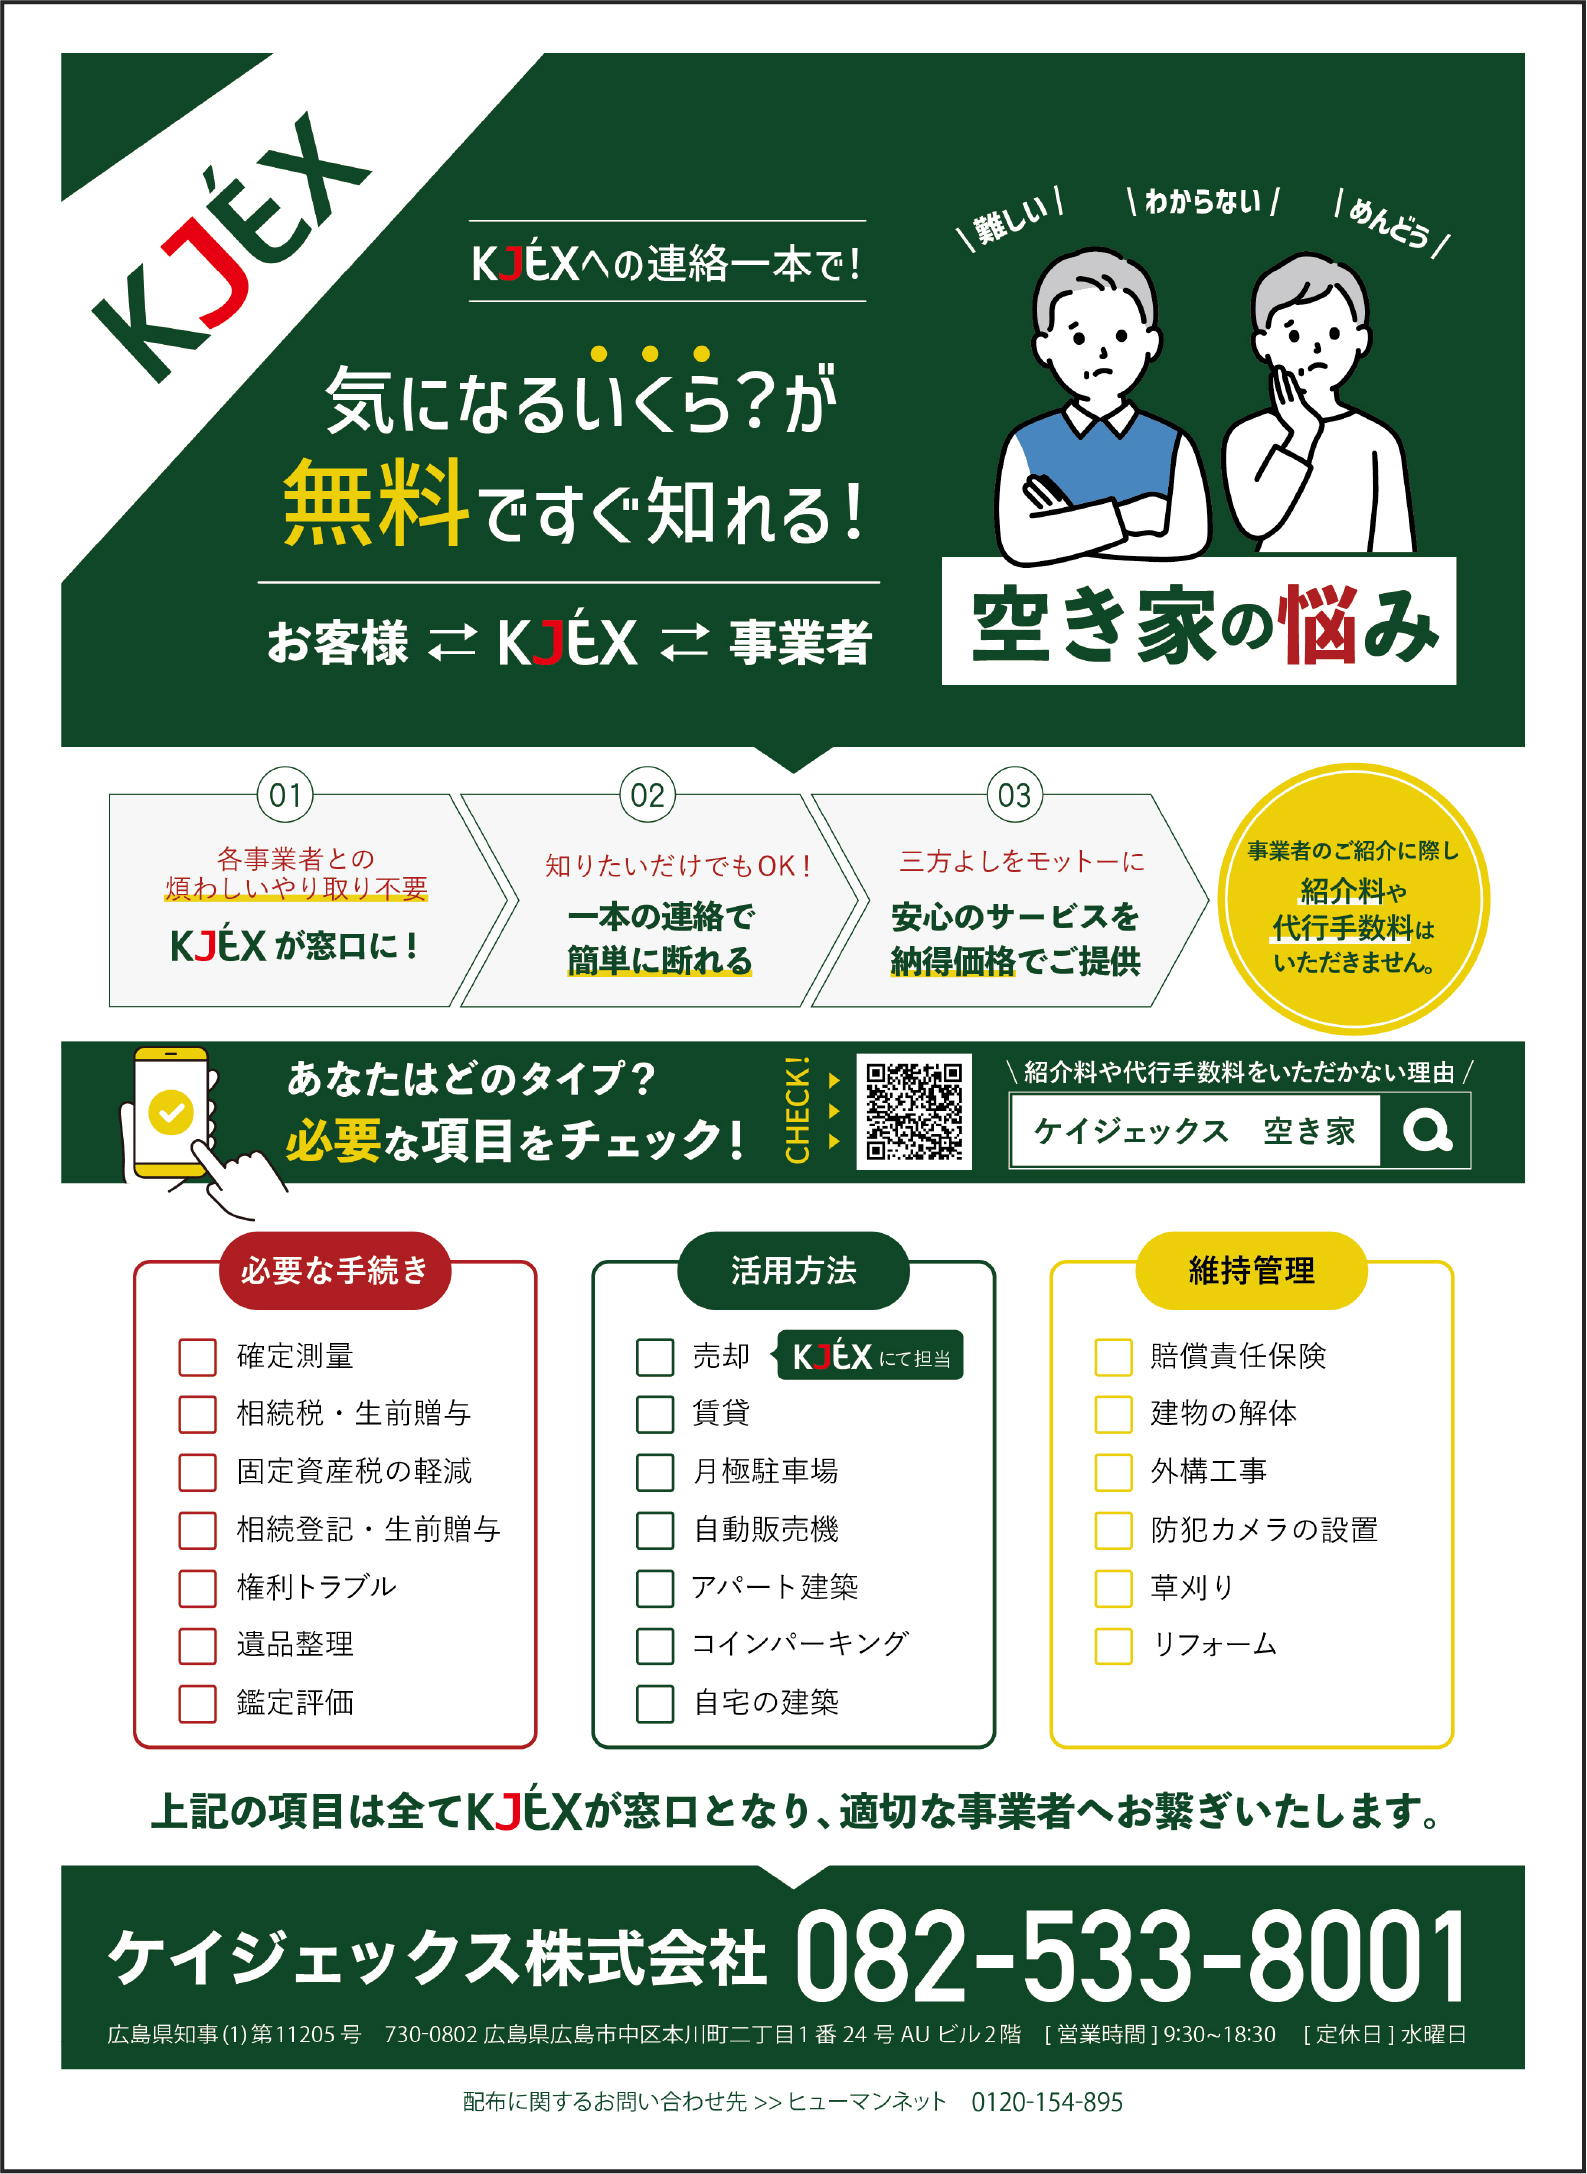 KJÉX
KJÉXへの連絡一本で！
気になるいくら？が
無料ですぐ知れる！
お客様 ⇄ KJÉX ⇄ 事業者
\ 難しい /
\ わからない /
\ めんどう /
空き家の悩み
01
各事業者との
煩わしいやり取り不要
KJÉXが窓口に！
02
知りたいだけでもOK！
一本の連絡で
簡単に断れる
03
三方よしをモットーに
安心のサービスを
納得価格でご提供
事業者のご紹介に際し
紹介料や
代行手数料は
いただきません。
あなたはどのタイプ？
必要な項目をチェック！
CHECK!
\ 紹介料や代行手数料をいただかない理由 /
ケイジェックス　空き家
必要な手続き
確定測量
相続税・生前贈与
固定資産税の軽減
相続登記・生前贈与
権利トラブル
遺品整理
鑑定評価
活用方法
売却 KJÉXにて担当
賃貸
月極駐車場
自動販売機
アパート建築
コインパーキング
自宅の建築
維持管理
賠償責任保険
建物の解体
外構工事
防犯カメラの設置
草刈り
リフォーム
上記の項目は全てKJÉXが窓口となり、適切な事業者へお繋ぎいたします。
ケイジェックス株式会社 082-533-8001
広島県知事(1)第11205号　730-0802 広島県広島市中区本川町二丁目1番24号AUビル2階　[営業時間]9:30~18:30　[定休日]水曜日
配布に関するお問い合わせ先 >> ヒューマンネット　0120-154-895